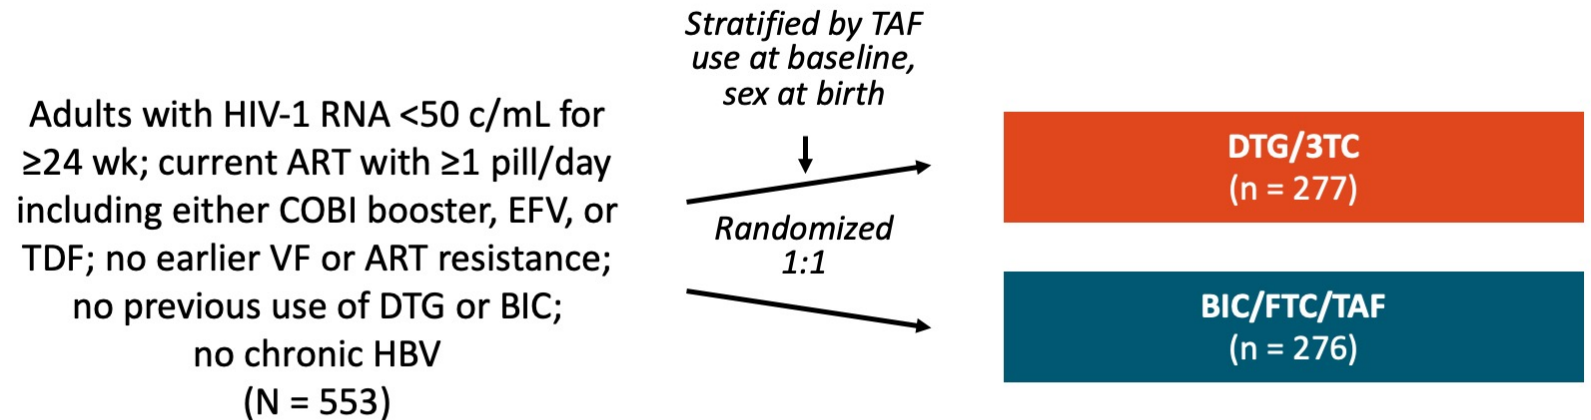 Adults with HIV-1 RNA <50 c/mL for
≥24 wk; current ART with ≥1 pill/day
including either COBI booster, EFV, or
TDF; no earlier VF or ART resistance;
no previous use of DTG or BIC;
no chronic HBV
(N = 553)
Stratified by TAF
use at baseline,
sex at birth
Randomized
1:1
DTG/3TC
(n = 277)
BIC/FTC/TAF
(n = 276)